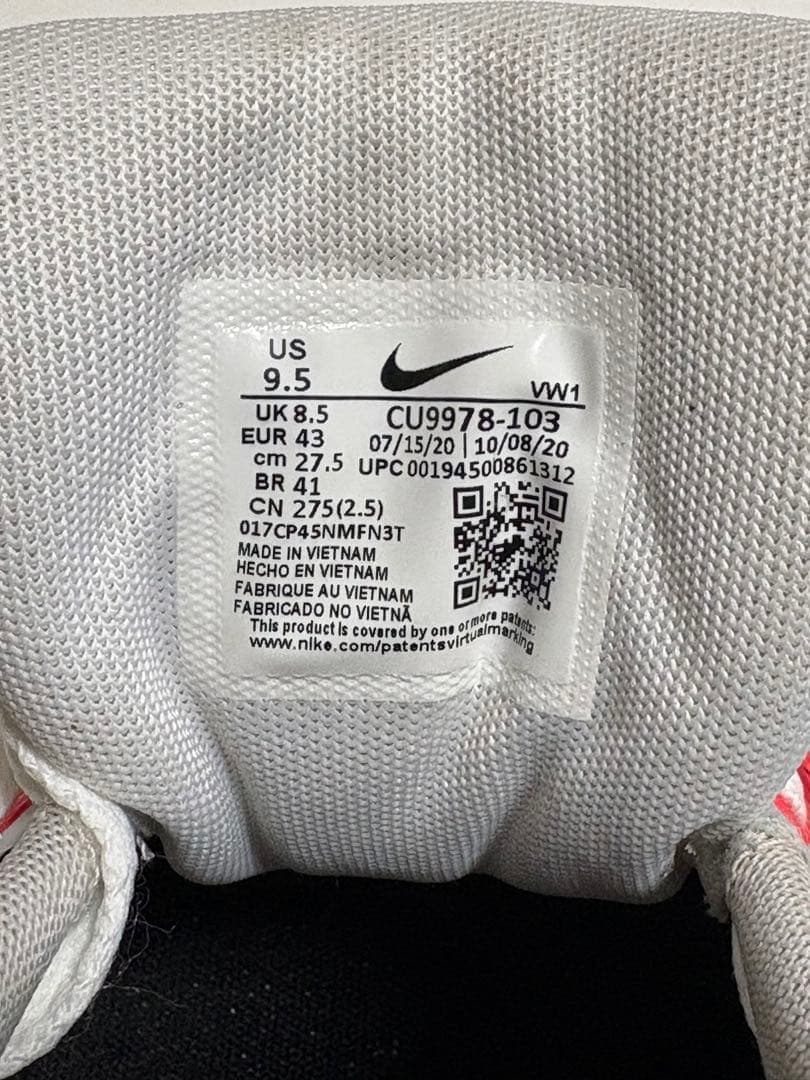 US
9.5
VW1
UK 8.5
CU9978-103
EUR 43
07/15/20 | 10/08/20
cm 27.5
UPC 00194500861312
BR 41
CN 275(2.5)
017CP45NMFN3T
MADE IN VIETNAM
HECHO EN VIETNAM
FABRIQUE AU VIETNAM
FABRICADO NO VIETNÃ
This product is covered by one or more patents:
www.nike.com/patentsvirtualmarking